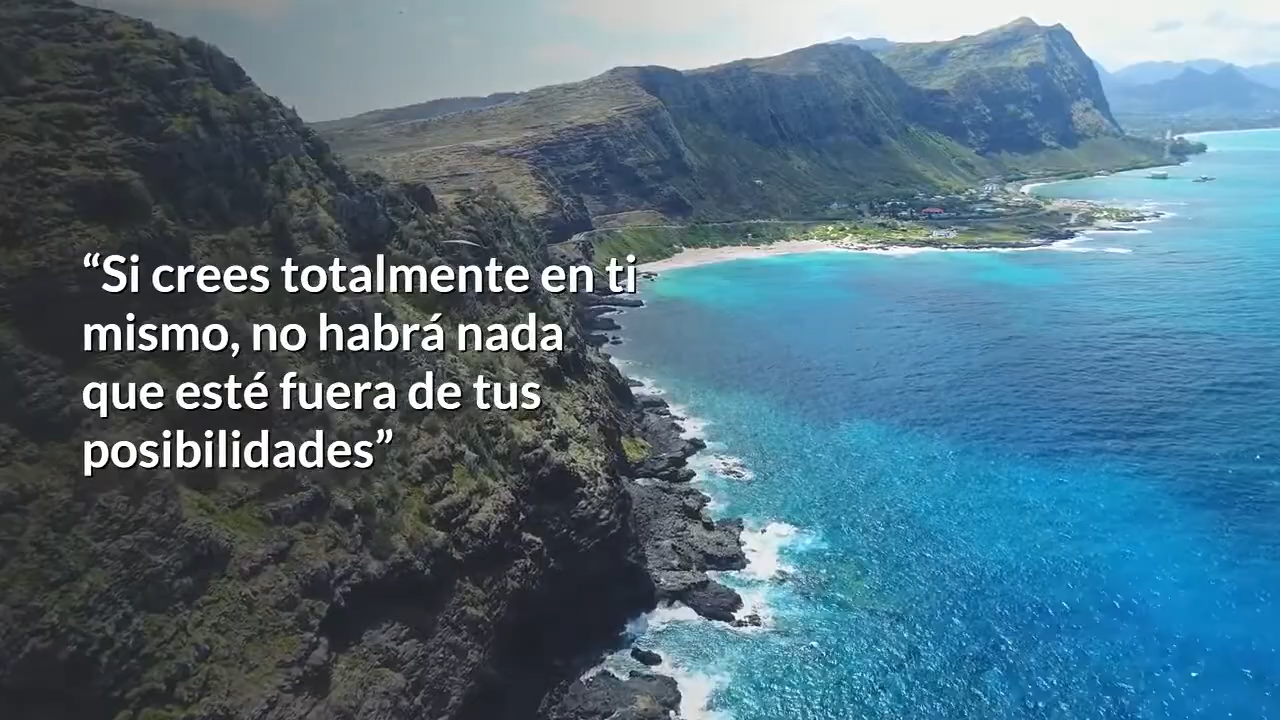 “Si crees totalmente en ti
mismo, no habrá nada
que esté fuera de tus
posibilidades”